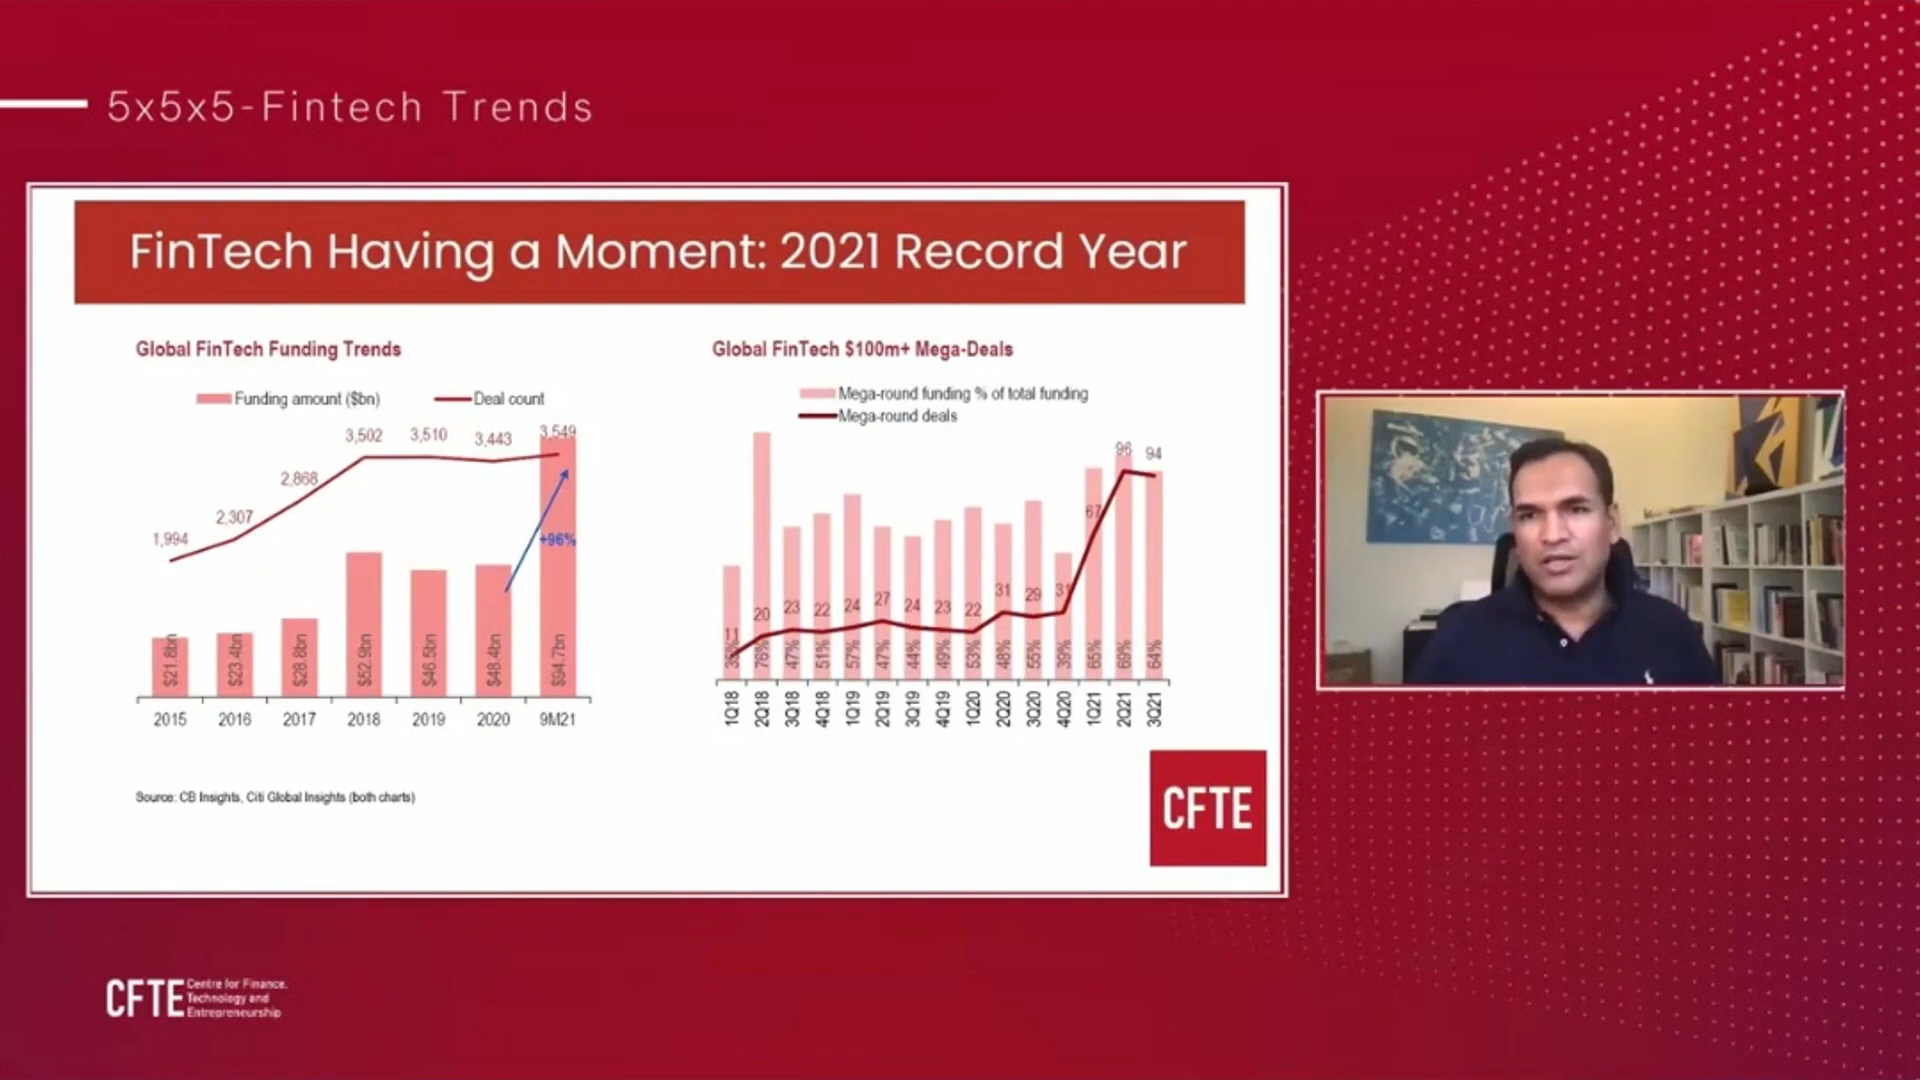 5x5x5-Fintech Trends
FinTech Having a Moment: 2021 Record Year
Global FinTech Funding Trends
Funding amount ($bn)
Deal count
1,994
2,307
2,868
3,502
3,510
3,443
3,549
+96%
$21.8bn
$23.4bn
$28.8bn
$52.9bn
$46.5bn
$48.4bn
$94.7bn
2015
2016
2017
2018
2019
2020
9M21
Source: CB Insights, Citi Global Insights (both charts)
Global FinTech $100m+ Mega-Deals
Mega-round funding % of total funding
Mega-round deals
11
20
23
22
24
27
24
23
22
31
29
31
67
96
94
76%
47%
51%
57%
47%
44%
49%
53%
48%
55%
39%
65%
69%
64%
1Q18
2Q18
3Q18
4Q18
1Q19
2Q19
3Q19
4Q19
1Q20
2Q20
3Q20
4Q20
1Q21
2Q21
3Q21
CFTE
CFTE
Centre for Finance,
Technology and
Entrepreneurship